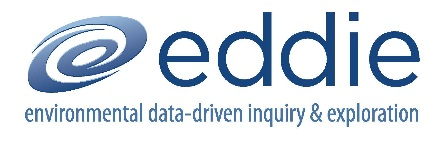 eddie
environmental data-driven inquiry & exploration